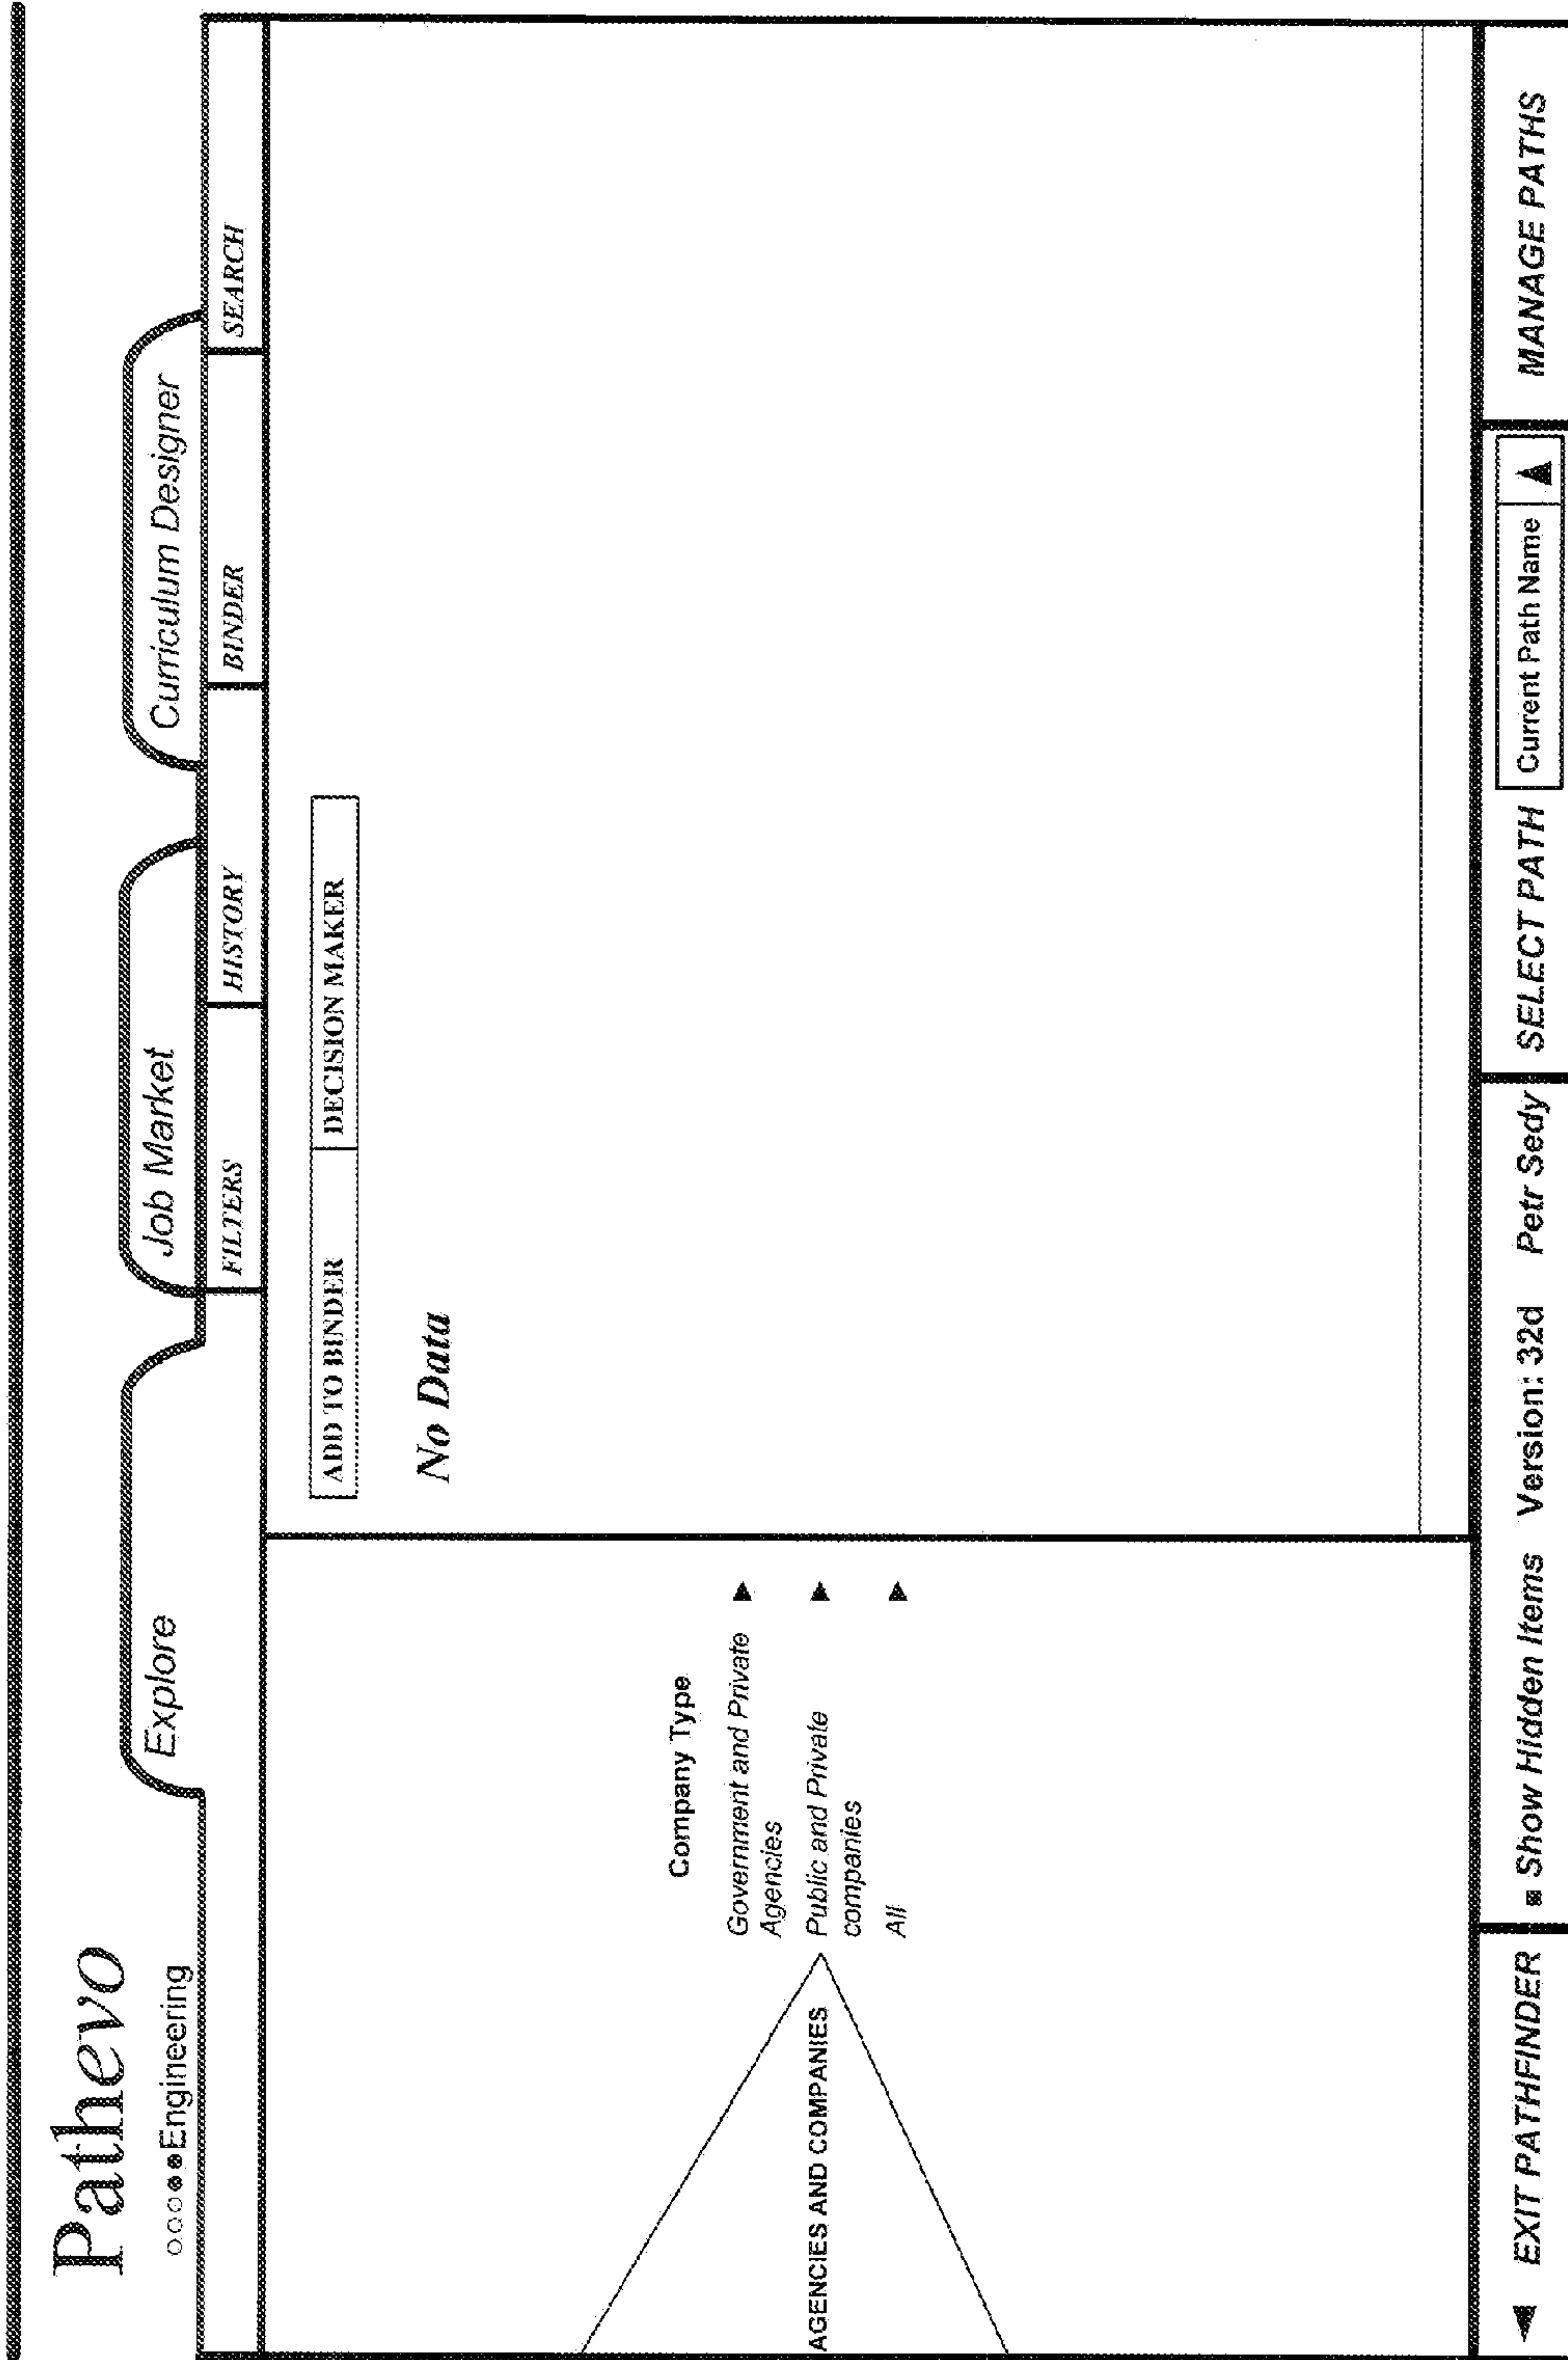 Pathevo
Engineering
Explore
Job Market
Curriculum Designer
FILTERS
HISTORY
BINDER
SEARCH
ADD TO BINDER
DECISION MAKER
No Data
Company Type
Government and Private
Agencies
AGENCIES AND COMPANIES
Public and Private
companies
All
EXIT PATHFINDER
Show Hidden Items
Version: 32d
Petr Sedy
SELECT PATH
Current Path Name
MANAGE PATHS